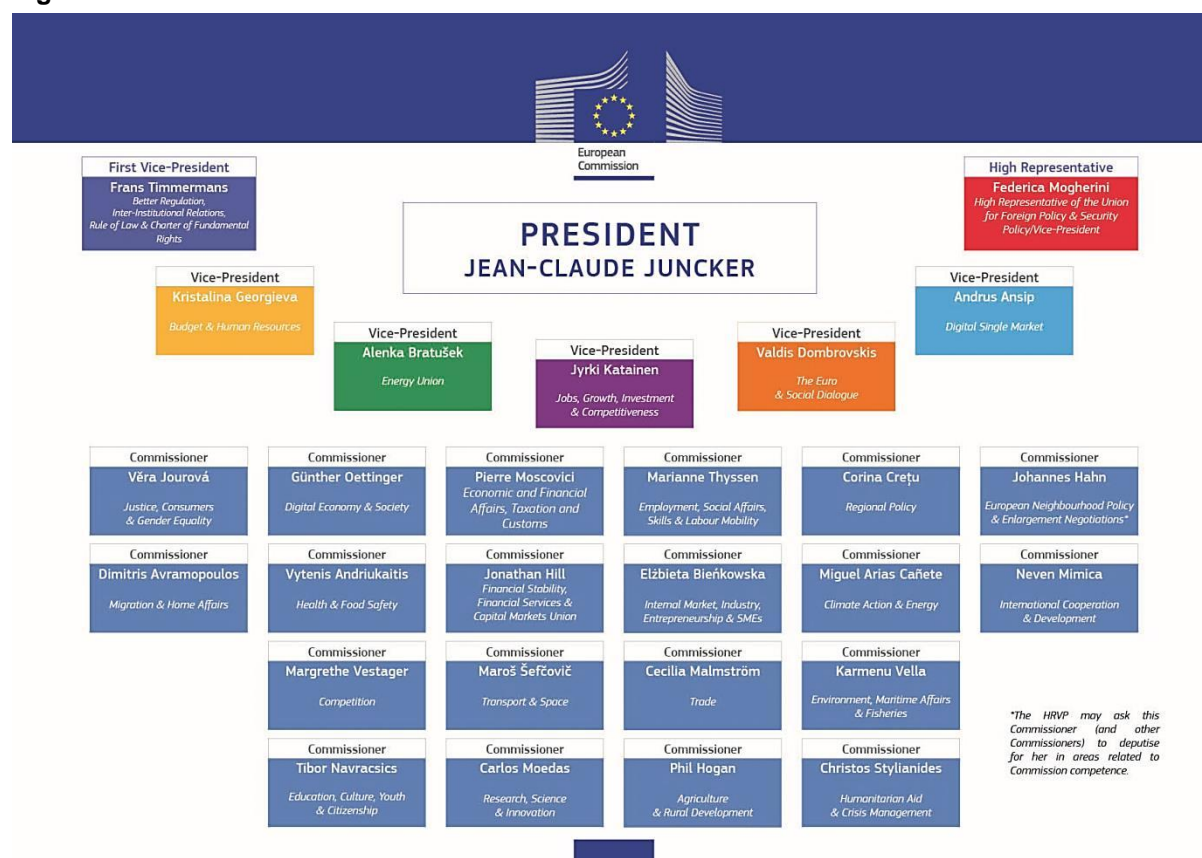 European
Commission
First Vice-President
Frans Timmermans
Better Regulation,
Inter-Institutional Relations,
Rule of Law & Charter of Fundamental
Rights
High Representative
Federica Mogherini
High Representative of the Union
for Foreign Policy & Security
Policy/Vice-President
PRESIDENT
JEAN-CLAUDE JUNCKER
Vice-President
Kristalina Georgieva
Budget & Human Resources
Vice-President
Andrus Ansip
Digital Single Market
Vice-President
Alenka Bratušek
Energy Union
Vice-President
Jyrki Katainen
Jobs, Growth, Investment
& Competitiveness
Vice-President
Valdis Dombrovskis
The Euro
& Social Dialogue
Commissioner
Věra Jourová
Justice, Consumers
& Gender Equality
Commissioner
Günther Oettinger
Digital Economy & Society
Commissioner
Pierre Moscovici
Economic and Financial
Affairs, Taxation and
Customs
Commissioner
Marianne Thyssen
Employment, Social Affairs,
Skills & Labour Mobility
Commissioner
Corina Crețu
Regional Policy
Commissioner
Johannes Hahn
European Neighbourhood Policy
& Enlargement Negotiations*
Commissioner
Dimitris Avramopoulos
Migration & Home Affairs
Commissioner
Vytenis Andriukaitis
Health & Food Safety
Commissioner
Jonathan Hill
Financial Stability,
Financial Services &
Capital Markets Union
Commissioner
Elżbieta Bieńkowska
Internal Market, Industry,
Entrepreneurship & SMEs
Commissioner
Miguel Arias Cañete
Climate Action & Energy
Commissioner
Neven Mimica
International Cooperation
& Development
Commissioner
Margrethe Vestager
Competition
Commissioner
Maroš Šefčovič
Transport & Space
Commissioner
Cecilia Malmström
Trade
Commissioner
Karmenu Vella
Environment, Maritime Affairs
& Fisheries
*The HRVP may ask this
Commissioner (and other
Commissioners) to deputise
for her in areas related to
Commission competence.
Commissioner
Tibor Navracsics
Education, Culture, Youth
& Citizenship
Commissioner
Carlos Moedas
Research, Science
& Innovation
Commissioner
Phil Hogan
Agriculture
& Rural Development
Commissioner
Christos Stylianides
Humanitarian Aid
& Crisis Management